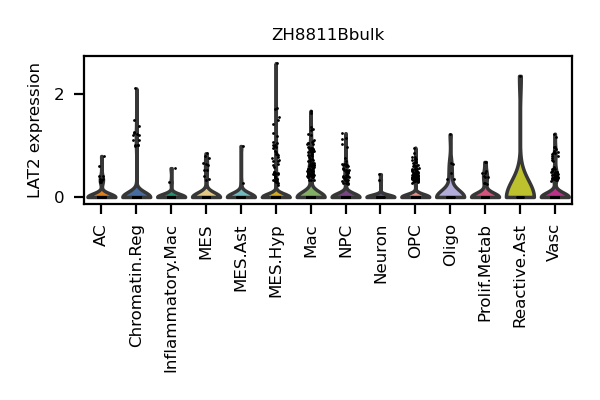 ZH8811Bbulk
LAT2 expression
2
0
AC
Chromatin.Reg
Inflammatory.Mac
MES
MES.Ast
MES.Hyp
Mac
NPC
Neuron
OPC
Oligo
Prolif.Metab
Reactive.Ast
Vasc